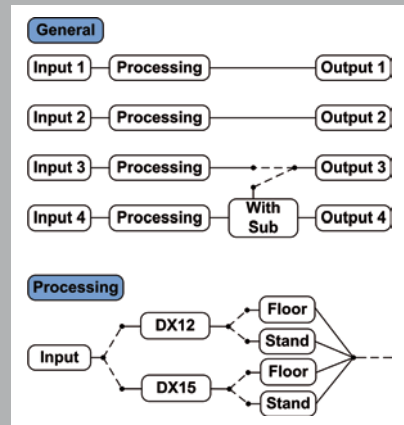 General
Input 1 Processing Output 1
Input 2 Processing Output 2
Input 3 Processing Output 3
Input 4 Processing With Sub Output 4
Processing
Input
DX12
Floor
Stand
DX15
Floor
Stand